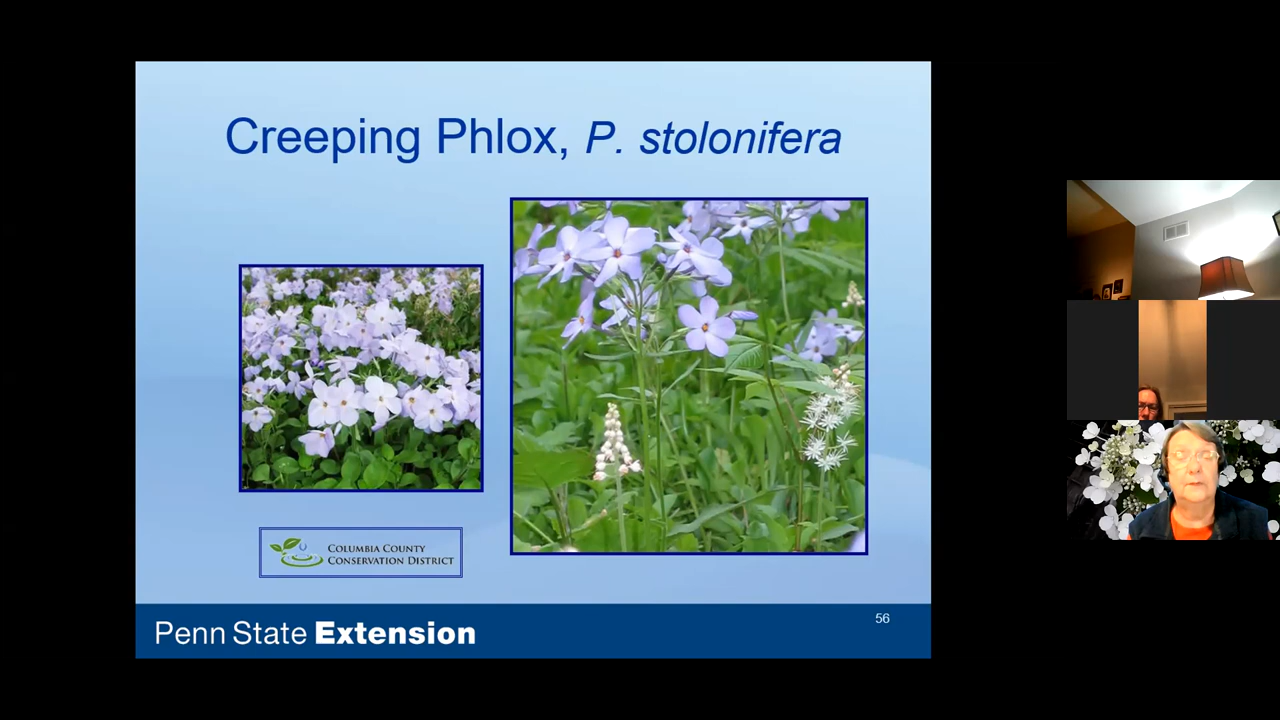 Creeping Phlox, P. stolonifera
COLUMBIA COUNTY
CONSERVATION DISTRICT
Penn State Extension
56